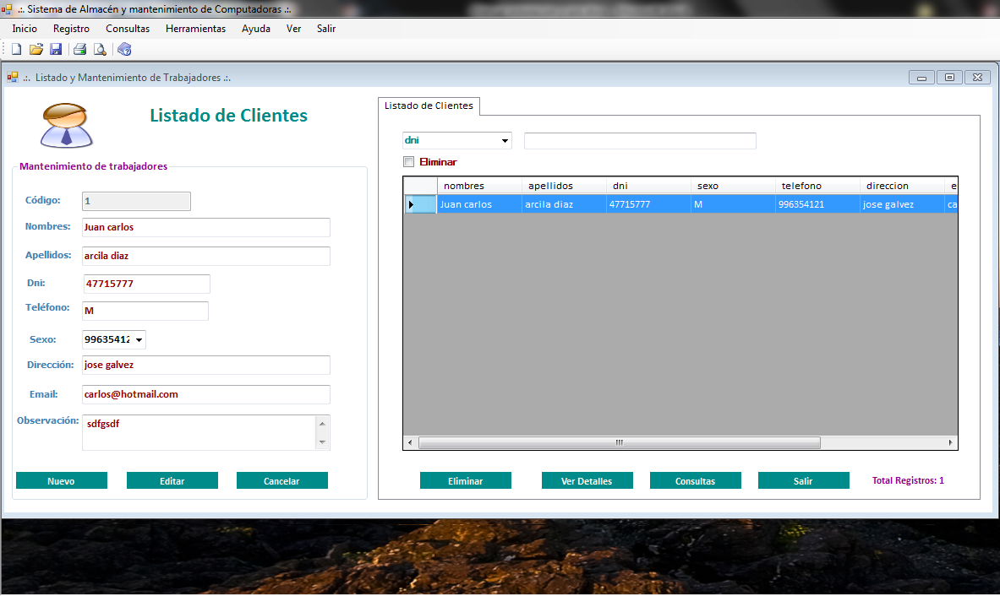 .:. Sistema de Almacén y mantenimiento de Computadoras .:.
Inicio Registro Consultas Herramientas Ayuda Ver Salir
.:. Listado y Mantenimiento de Trabajadores .:.
Listado de Clientes
Mantenimiento de trabajadores
Código: 1
Nombres: Juan carlos
Apellidos: arcila diaz
Dni: 47715777
Teléfono: M
Sexo: 99635412
Dirección: jose galvez
Email: carlos@hotmail.com
Observación: sdfgsdf
Nuevo Editar Cancelar
Listado de Clientes
dni
Eliminar
nombres apellidos dni sexo telefono direccion e
Juan carlos arcila diaz 47715777 M 996354121 jose galvez ca
Eliminar Ver Detalles Consultas Salir Total Registros: 1